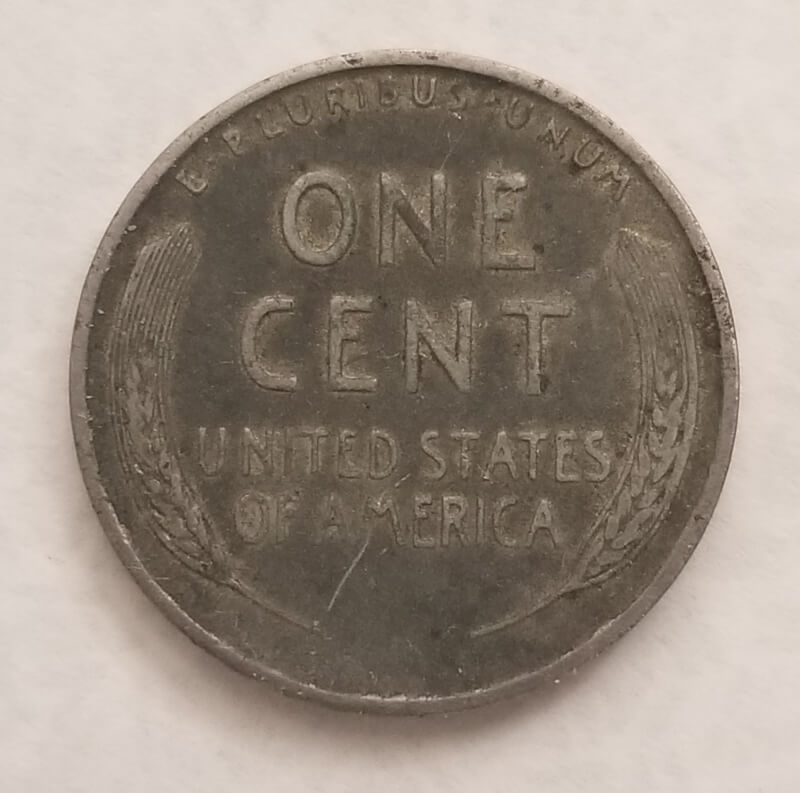 E·PLURIBUS·UNUM
ONE
CENT
UNITED STATES
OF AMERICA